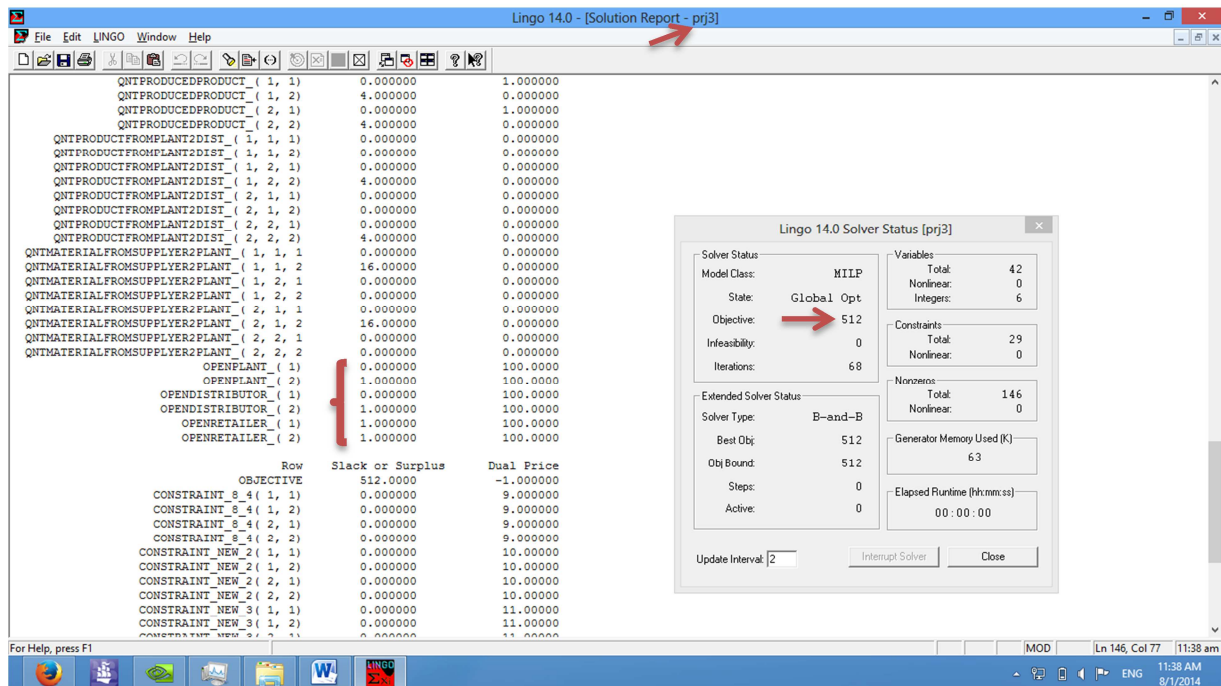 Lingo 14.0 - [Solution Report - prj3]
File Edit LINGO Window Help
QNTPRODUCEDPRODUCT_( 1, 1) 0.000000 1.000000
QNTPRODUCEDPRODUCT_( 1, 2) 4.000000 0.000000
QNTPRODUCEDPRODUCT_( 2, 1) 0.000000 1.000000
QNTPRODUCEDPRODUCT_( 2, 2) 4.000000 0.000000
QNTPRODUCTFROMPLANT2DIST_( 1, 1, 1) 0.000000 0.000000
QNTPRODUCTFROMPLANT2DIST_( 1, 1, 2) 0.000000 0.000000
QNTPRODUCTFROMPLANT2DIST_( 1, 2, 1) 0.000000 0.000000
QNTPRODUCTFROMPLANT2DIST_( 1, 2, 2) 4.000000 0.000000
QNTPRODUCTFROMPLANT2DIST_( 2, 1, 1) 0.000000 0.000000
QNTPRODUCTFROMPLANT2DIST_( 2, 1, 2) 0.000000 0.000000
QNTPRODUCTFROMPLANT2DIST_( 2, 2, 1) 0.000000 0.000000
QNTPRODUCTFROMPLANT2DIST_( 2, 2, 2) 4.000000 0.000000
QNTMATERIALFROMSUPPLYER2PLANT_( 1, 1, 1 0.000000 0.000000
QNTMATERIALFROMSUPPLYER2PLANT_( 1, 1, 2 16.00000 0.000000
QNTMATERIALFROMSUPPLYER2PLANT_( 1, 2, 1 0.000000 0.000000
QNTMATERIALFROMSUPPLYER2PLANT_( 1, 2, 2 0.000000 0.000000
QNTMATERIALFROMSUPPLYER2PLANT_( 2, 1, 1 0.000000 0.000000
QNTMATERIALFROMSUPPLYER2PLANT_( 2, 1, 2 16.00000 0.000000
QNTMATERIALFROMSUPPLYER2PLANT_( 2, 2, 1 0.000000 0.000000
QNTMATERIALFROMSUPPLYER2PLANT_( 2, 2, 2 0.000000 0.000000
OPENPLANT_( 1) 0.000000 100.0000
OPENPLANT_( 2) 1.000000 100.0000
OPENDISTRIBUTOR_( 1) 0.000000 100.0000
OPENDISTRIBUTOR_( 2) 1.000000 100.0000
OPENRETAILER_( 1) 1.000000 100.0000
OPENRETAILER_( 2) 1.000000 100.0000
Row Slack or Surplus Dual Price
OBJECTIVE 512.0000 -1.000000
CONSTRAINT_8_4( 1, 1) 0.000000 9.000000
CONSTRAINT_8_4( 1, 2) 0.000000 9.000000
CONSTRAINT_8_4( 2, 1) 0.000000 9.000000
CONSTRAINT_8_4( 2, 2) 0.000000 9.000000
CONSTRAINT_NEW_2( 1, 1) 0.000000 10.00000
CONSTRAINT_NEW_2( 1, 2) 0.000000 10.00000
CONSTRAINT_NEW_2( 2, 1) 0.000000 10.00000
CONSTRAINT_NEW_2( 2, 2) 0.000000 10.00000
CONSTRAINT_NEW_3( 1, 1) 0.000000 11.00000
CONSTRAINT_NEW_3( 1, 2) 0.000000 11.00000
CONSTRAINT_NEW_3( 2, 1) 0.000000 11.00000
Lingo 14.0 Solver Status [prj3]
Solver Status
Model Class: MILP
State: Global Opt
Objective: 512
Infeasibility: 0
Iterations: 68
Extended Solver Status
Solver Type: B-and-B
Best Obj: 512
Obj Bound: 512
Steps: 0
Active: 0
Variables
Total: 42
Nonlinear: 0
Integers: 6
Constraints
Total: 29
Nonlinear: 0
Nonzeros
Total: 146
Nonlinear: 0
Generator Memory Used (K)
63
Elapsed Runtime (hh:mm:ss)
00:00:00
Update Interval: 2
Interrupt Solver
Close
For Help, press F1
MOD
Ln 146, Col 77
11:38 am
LINGO
ENG
11:38 AM
8/1/2014